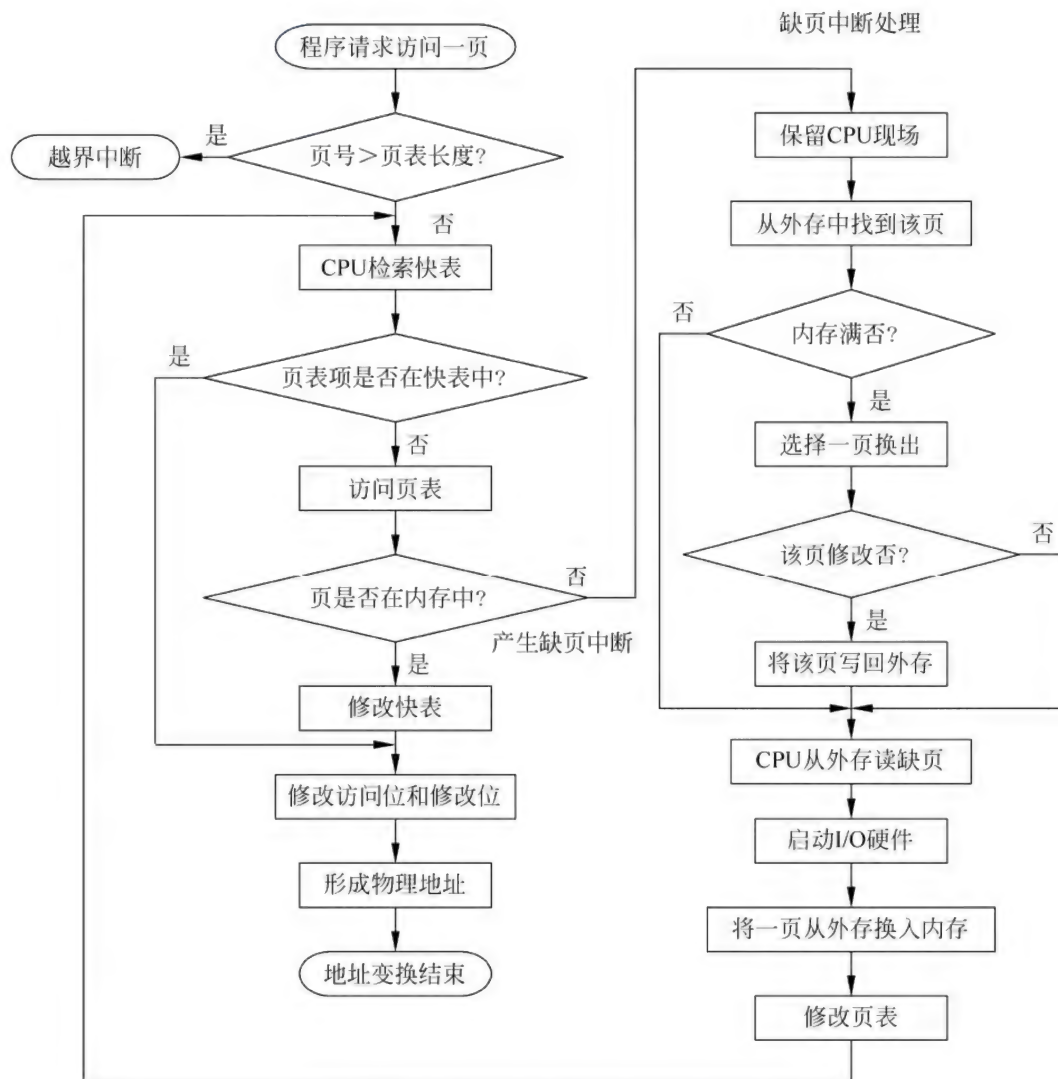 缺页中断处理
程序请求访问一页
是
越界中断
页号＞页表长度?
否
CPU检索快表
是
页表项是否在快表中?
否
访问页表
页是否在内存中?
否
产生缺页中断
是
修改快表
修改访问位和修改位
形成物理地址
地址变换结束
保留CPU现场
从外存中找到该页
否
内存满否?
是
选择一页换出
该页修改否?
否
是
将该页写回外存
CPU从外存读缺页
启动I/O硬件
将一页从外存换入内存
修改页表